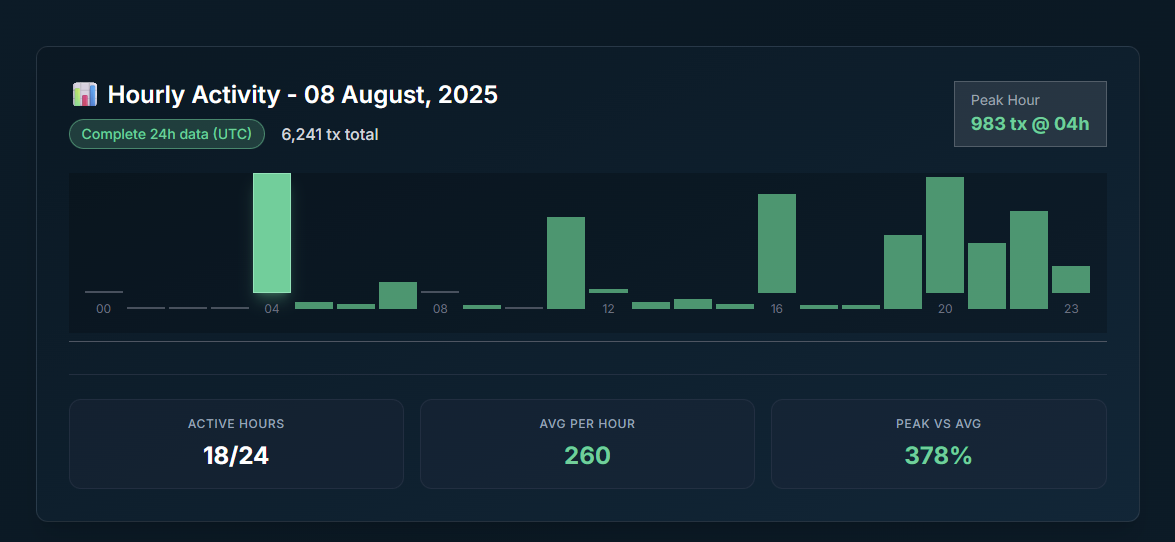 Hourly Activity - 08 August, 2025
Complete 24h data (UTC)
6,241 tx total
Peak Hour
983 tx @ 04h
00
04
08
12
16
20
23
ACTIVE HOURS
18/24
AVG PER HOUR
260
PEAK VS AVG
378%